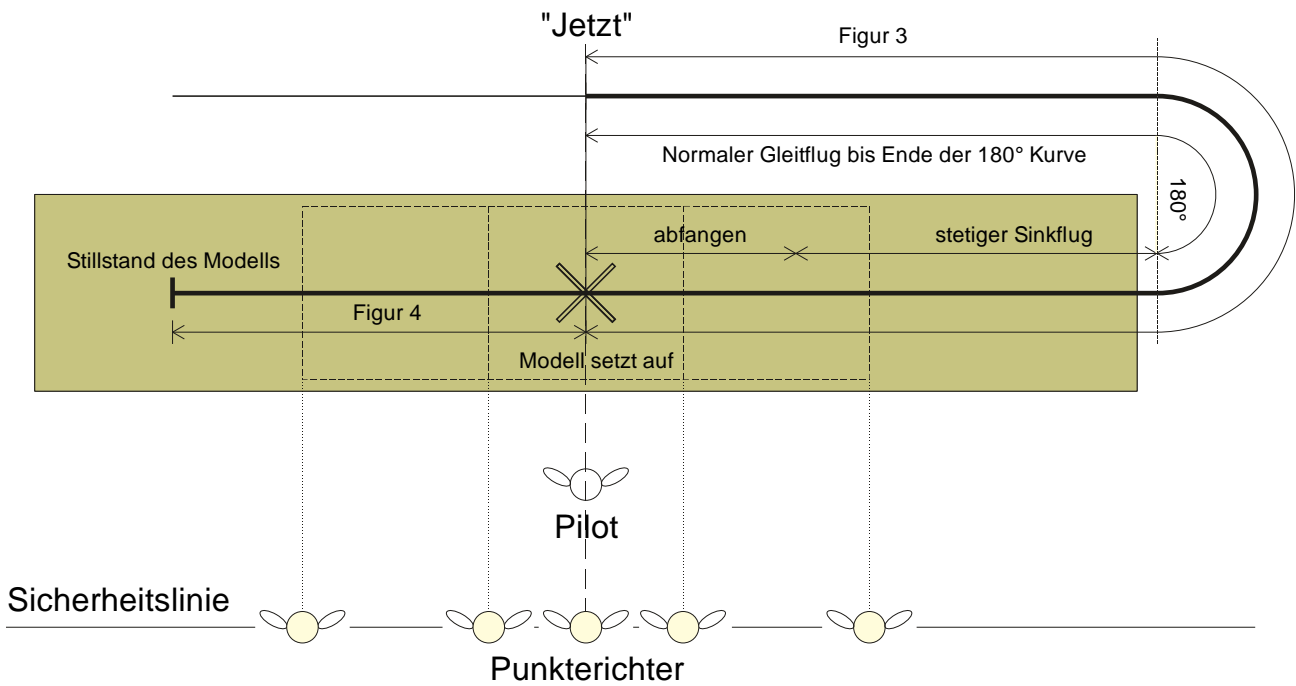 "Jetzt"
Figur 3
Normaler Gleitflug bis Ende der 180° Kurve
180°
abfangen
stetiger Sinkflug
Stillstand des Modells
Figur 4
Modell setzt auf
Pilot
Sicherheitslinie
Punkterichter